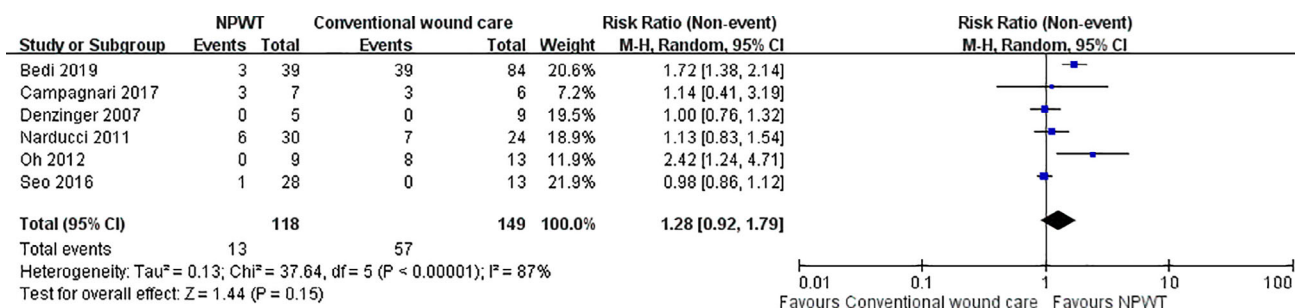 NPWT Conventional wound care Risk Ratio (Non-event) Risk Ratio (Non-event)
Study or Subgroup Events Total Events Total Weight M-H, Random, 95% CI M-H, Random, 95% CI
Bedi 2019 3 39 39 84 20.6% 1.72 [1.38, 2.14]
Campagnari 2017 3 7 3 6 7.2% 1.14 [0.41, 3.19]
Denzinger 2007 0 5 0 9 19.5% 1.00 [0.76, 1.32]
Narducci 2011 6 30 7 24 18.9% 1.13 [0.83, 1.54]
Oh 2012 0 9 8 13 11.9% 2.42 [1.24, 4.71]
Seo 2016 1 28 0 13 21.9% 0.98 [0.86, 1.12]
Total (95% CI) 118 149 100.0% 1.28 [0.92, 1.79]
Total events 13 57
Heterogeneity: Tau² = 0.13; Chi² = 37.64, df = 5 (P < 0.00001); I² = 87%
Test for overall effect: Z = 1.44 (P = 0.15)
0.01 0.1 1 10 100
Favours Conventional wound care Favours NPWT